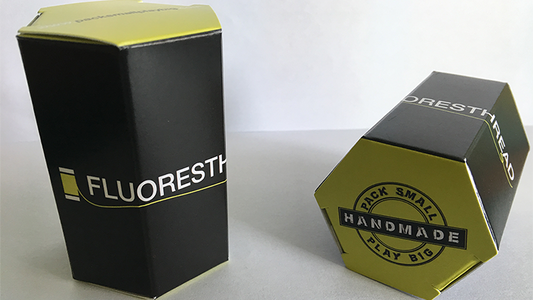 FLUORESTH
ORESTHREAD
PACK SMALL
HANDMADE
PLAY BIG